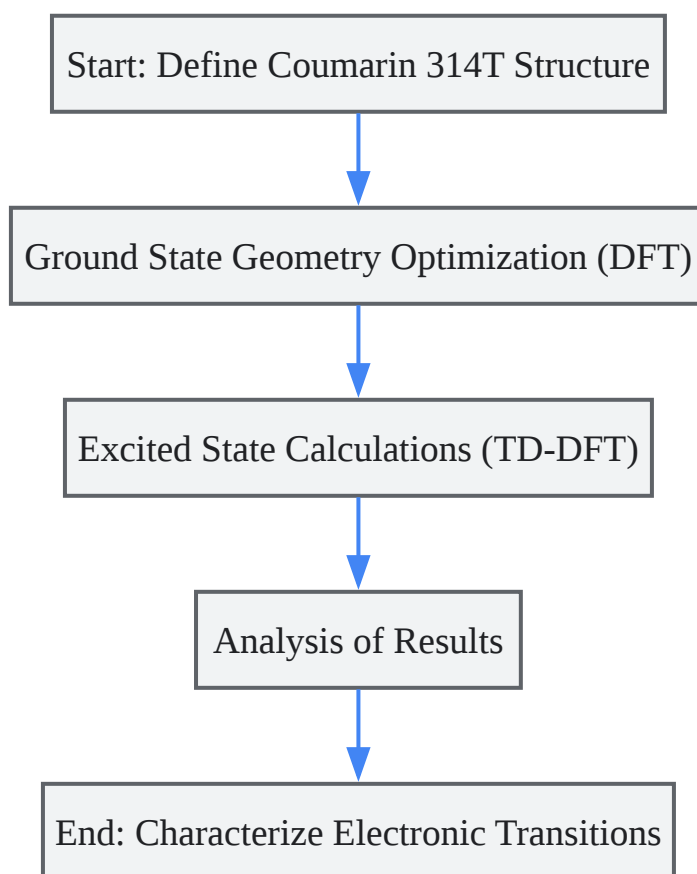 Start: Define Coumarin 314T Structure
Ground State Geometry Optimization (DFT)
Excited State Calculations (TD-DFT)
Analysis of Results
End: Characterize Electronic Transitions